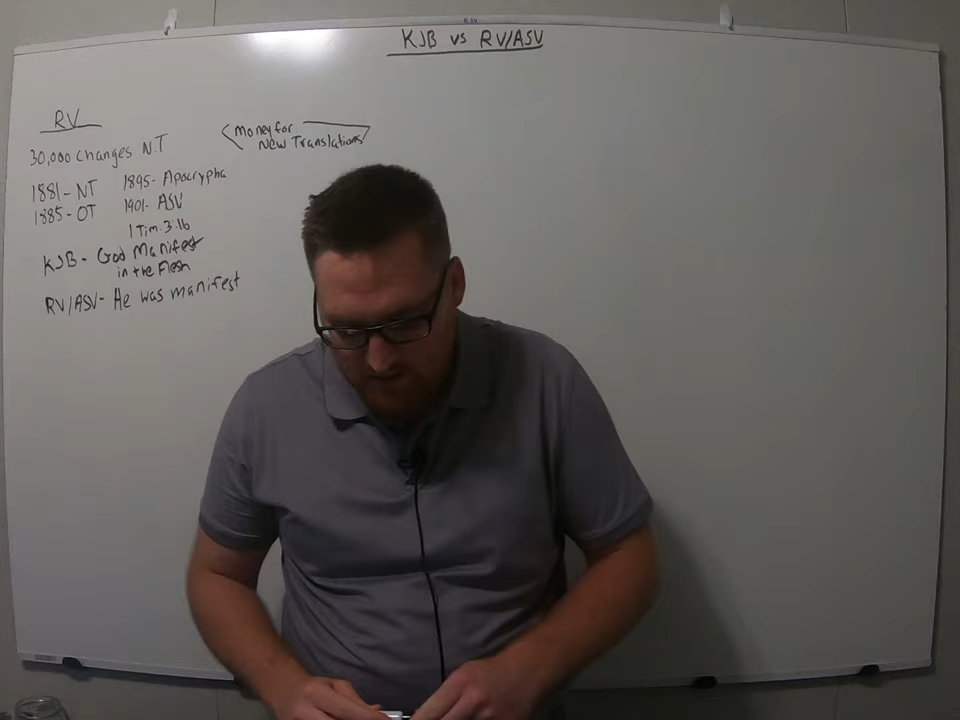 KJB vs RV/ASV
RV
30,000 changes N.T
<money for
New Translations
1881- NT 1895- Apocrypha
1885- OT 1901- ASV
1 Tim. 3:16
KJB- God Manifest
in the Flesh
RV/ASV- He was manifest